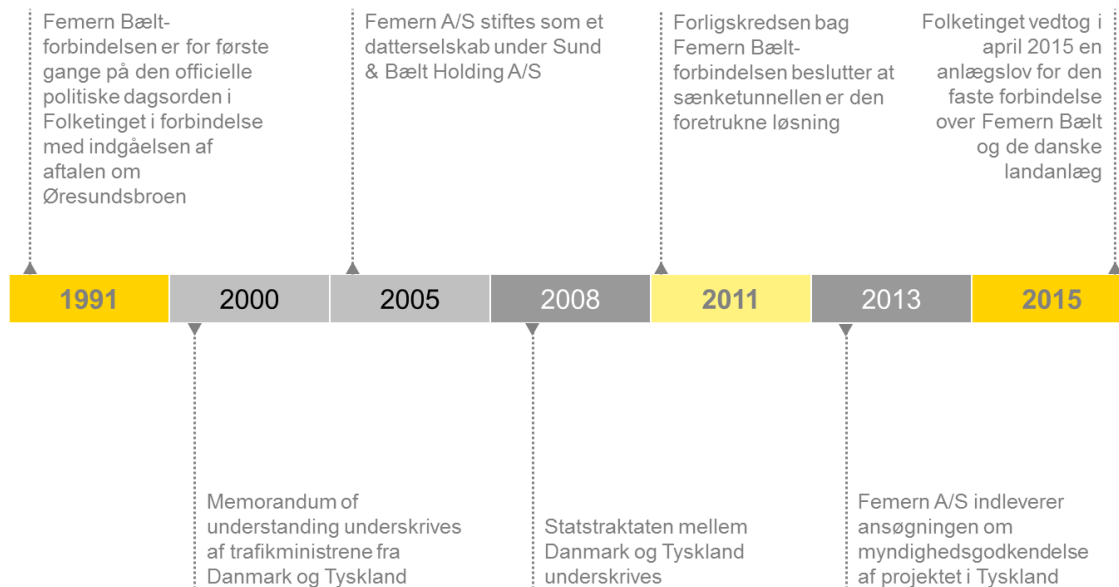 Femern Bælt-
forbindelsen er for første
gange på den officielle
politiske dagsorden i
Folketinget i forbindelse
med indgåelsen af
aftalen om
Øresundsbroen
Femern A/S stiftes som et
datterselskab under Sund
& Bælt Holding A/S
Forligskredsen bag
Femern Bælt-
forbindelsen beslutter at
sænketunnellen er den
foretrukne løsning
Folketinget vedtog i
april 2015 en
anlægslov for den
faste forbindelse
over Femern Bælt
og de danske
landanlæg
1991 2000 2005 2008 2011 2013 2015
Memorandum of
understanding underskrives
af trafikministrene fra
Danmark og Tyskland
Statstraktaten mellem
Danmark og Tyskland
underskrives
Femern A/S indleverer
ansøgningen om
myndighedsgodkendelse
af projektet i Tyskland